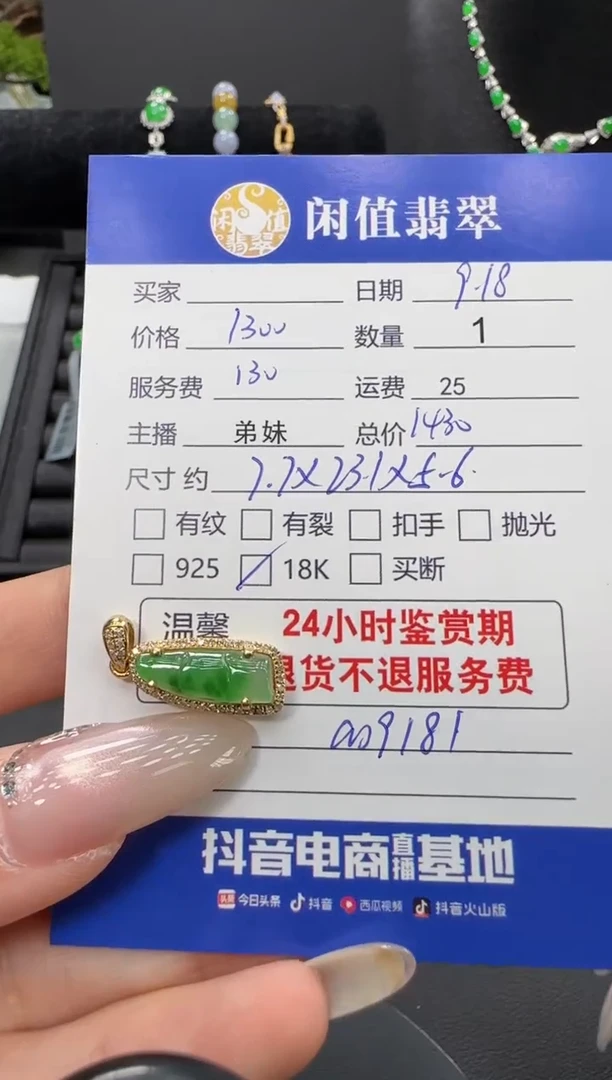 闲值翡翠 闲值翡翠
买家 日期 9.18
价格 1300 数量 1
服务费 130 运费 25
主播 弟妹 总价 1430
尺寸 约 7.7X23.1X5.6
有纹 有裂 扣手 抛光
925 18K 买断
温馨 24小时鉴赏期
退货不退服务费
9181
抖音电商直播基地
头条 今日头条 抖音 西瓜视频 抖音火山版